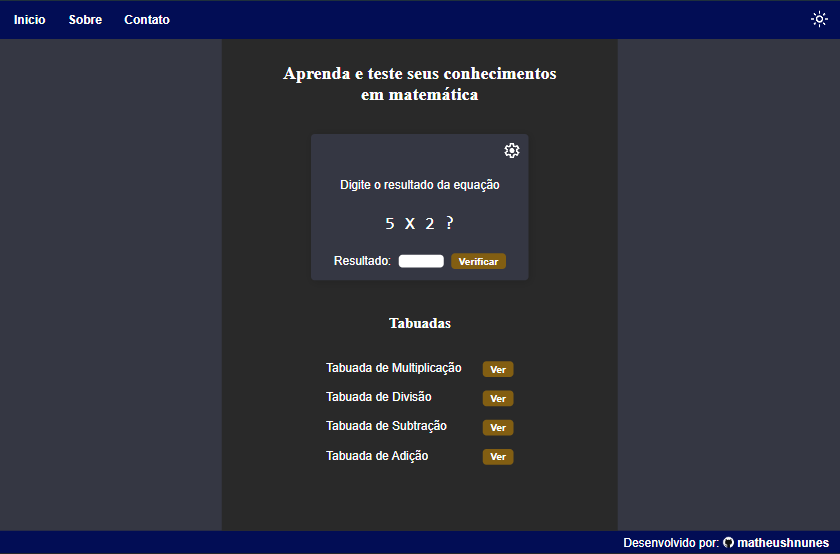 Inicio Sobre Contato
Aprenda e teste seus conhecimentos
em matemática
Digite o resultado da equação
5 X 2 ?
Resultado: Verificar
Tabuadas
Tabuada de Multiplicação Ver
Tabuada de Divisão Ver
Tabuada de Subtração Ver
Tabuada de Adição Ver
Desenvolvido por: matheushnunes